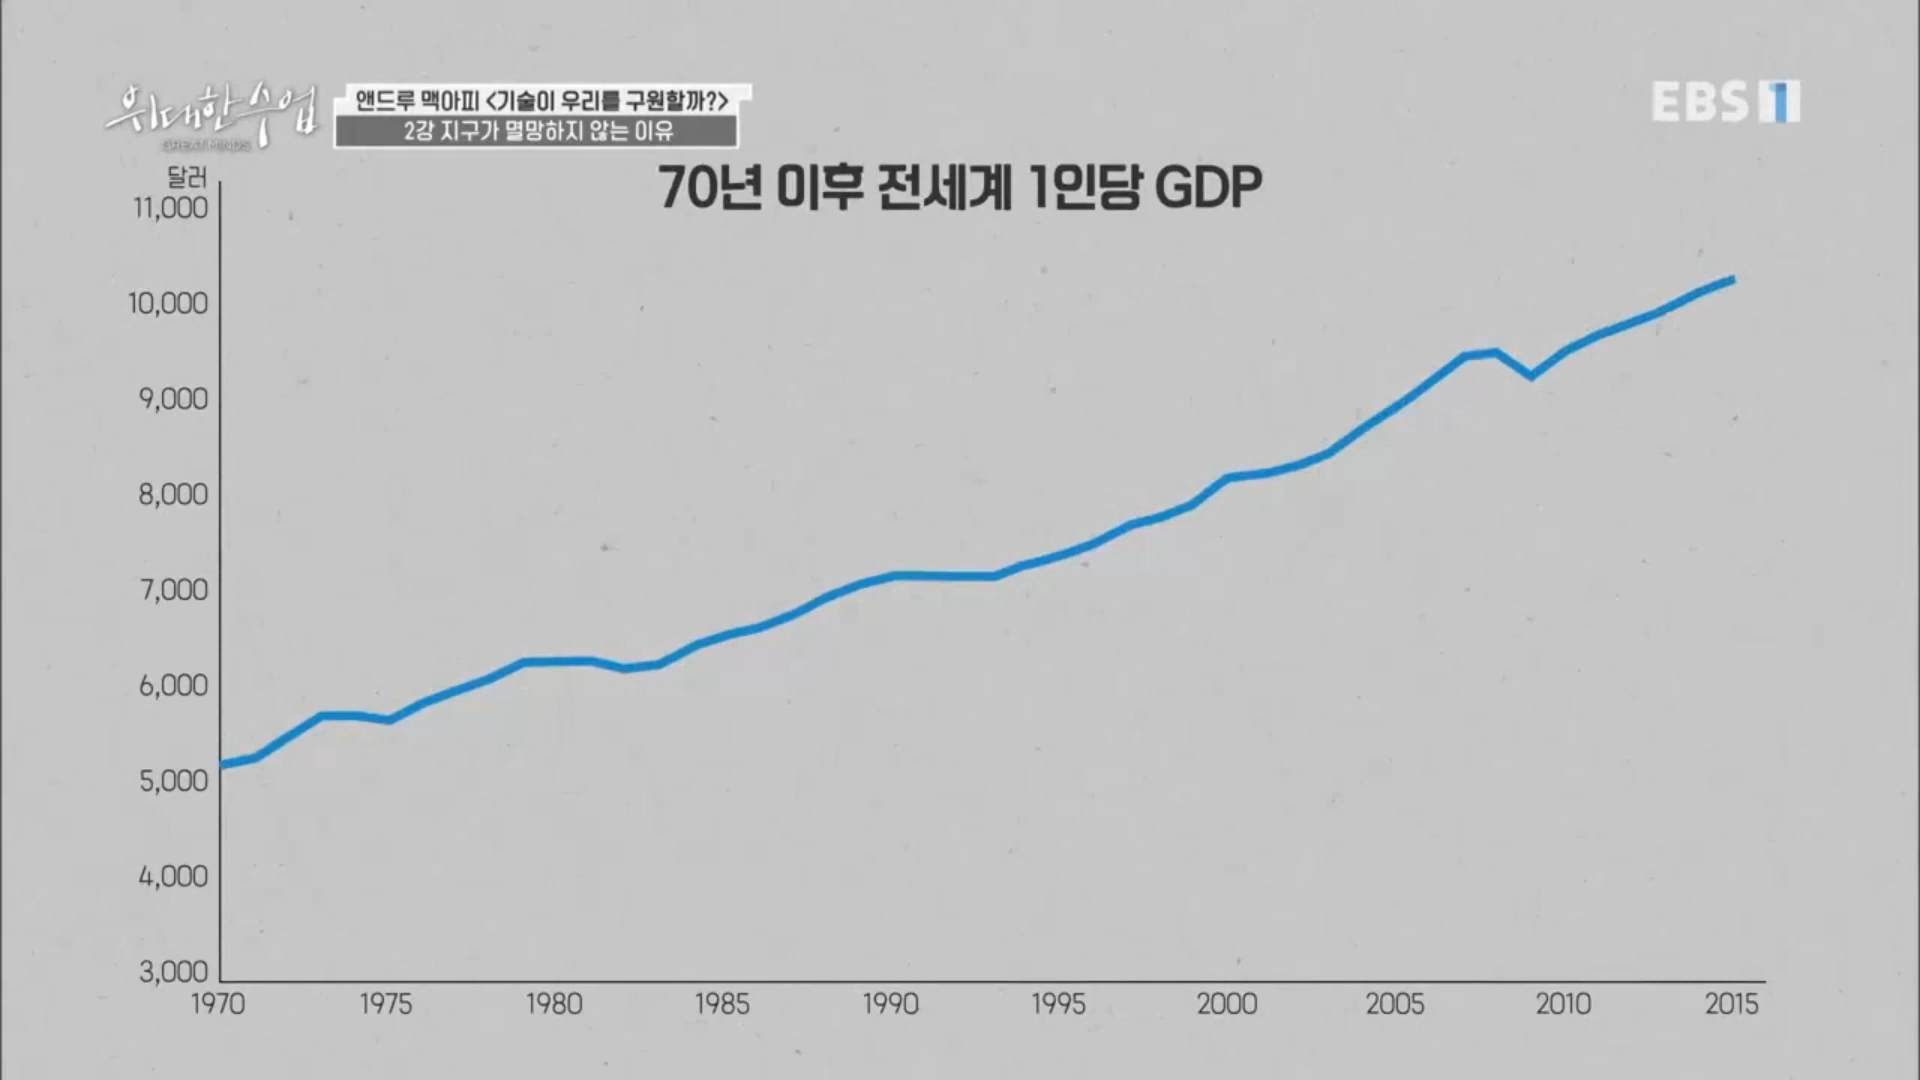 위대한 수업
GREAT MINDS
앤드루 맥아피 <기술이 우리를 구원할까?>
2강 지구가 멸망하지 않는 이유
EBS 1
70년 이후 전세계 1인당 GDP
달러
11,000
10,000
9,000
8,000
7,000
6,000
5,000
4,000
3,000
1970 1975 1980 1985 1990 1995 2000 2005 2010 2015